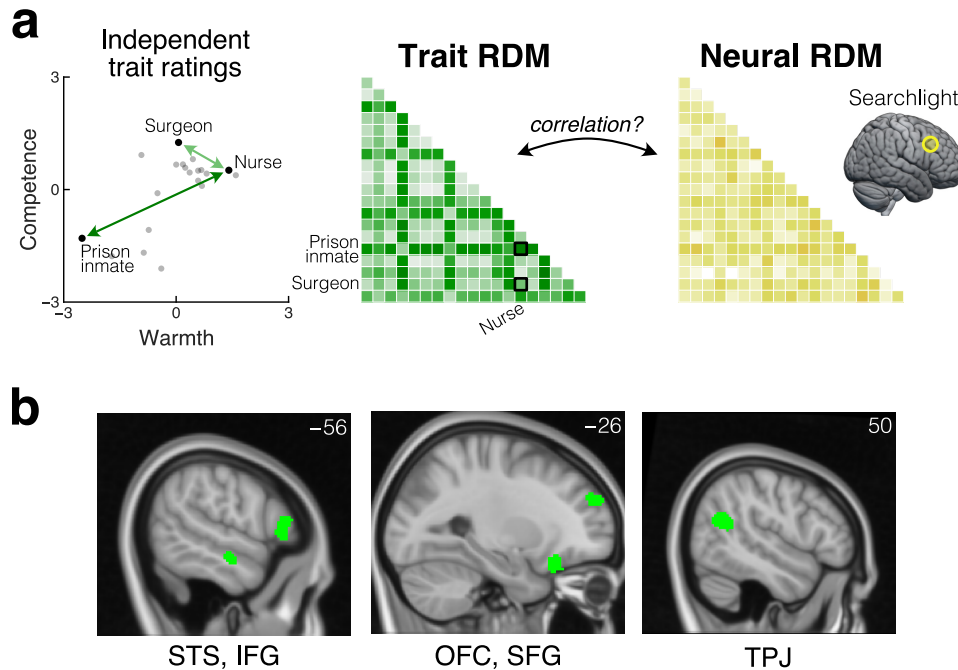 a
Independent
trait ratings
3
0
−3
Competence
Surgeon
Nurse
Prison
inmate
−3
0
3
Warmth
Trait RDM
Prison
inmate
Surgeon
Nurse
correlation?
Neural RDM
Searchlight
b
−56
STS, IFG
−26
OFC, SFG
50
TPJ